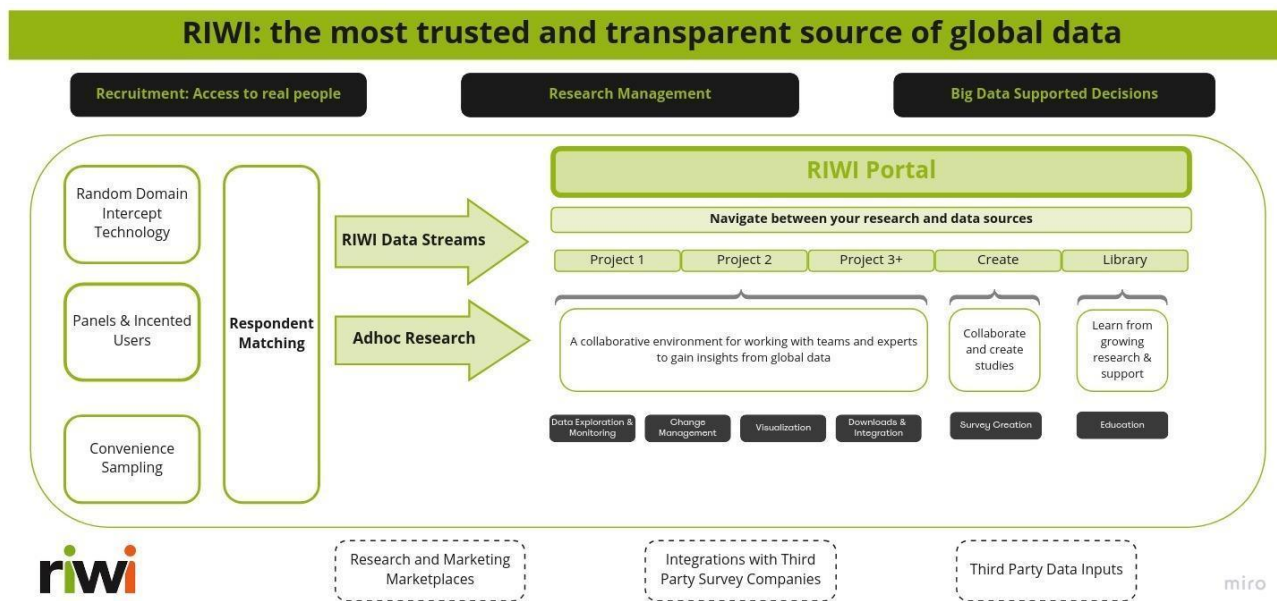 RIWI: the most trusted and transparent source of global data
Recruitment: Access to real people
Research Management
Big Data Supported Decisions
Random Domain
Intercept
Technology
Panels & Incented
Users
Convenience
Sampling
Respondent
Matching
RIWI Data Streams
Adhoc Research
RIWI Portal
Navigate between your research and data sources
Project 1
Project 2
Project 3+
Create
Library
A collaborative environment for working with teams and experts
to gain insights from global data
Collaborate
and create
studies
Learn from
growing
research &
support
Data Exploration &
Monitoring
Change
Management
Visualization
Downloads &
Integration
Survey Creation
Education
riwi
Research and Marketing
Marketplaces
Integrations with Third
Party Survey Companies
Third Party Data Inputs
miro